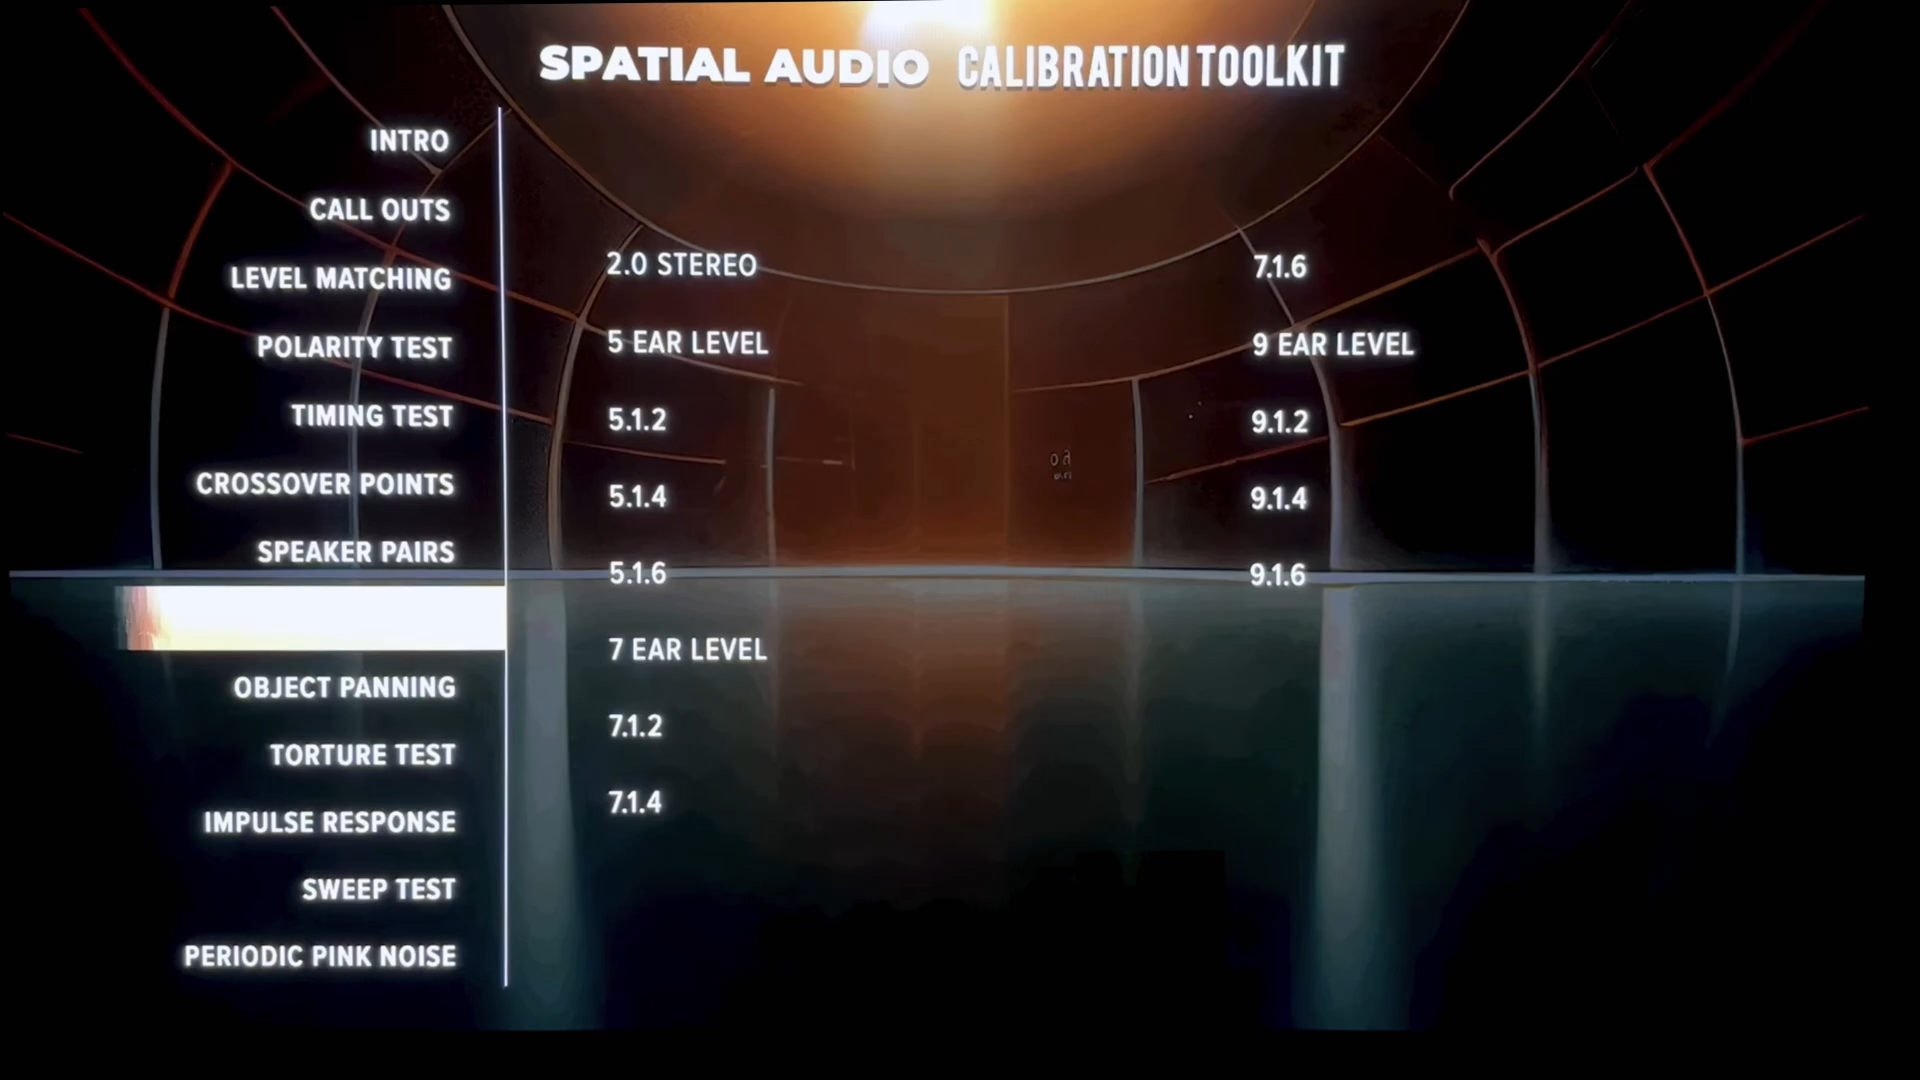 SPATIAL AUDIO CALIBRATION TOOLKIT
INTRO
CALL OUTS
LEVEL MATCHING
POLARITY TEST
TIMING TEST
CROSSOVER POINTS
SPEAKER PAIRS
OBJECT PANNING
TORTURE TEST
IMPULSE RESPONSE
SWEEP TEST
PERIODIC PINK NOISE
2.0 STEREO
5 EAR LEVEL
5.1.2
5.1.4
5.1.6
7 EAR LEVEL
7.1.2
7.1.4
7.1.6
9 EAR LEVEL
9.1.2
9.1.4
9.1.6